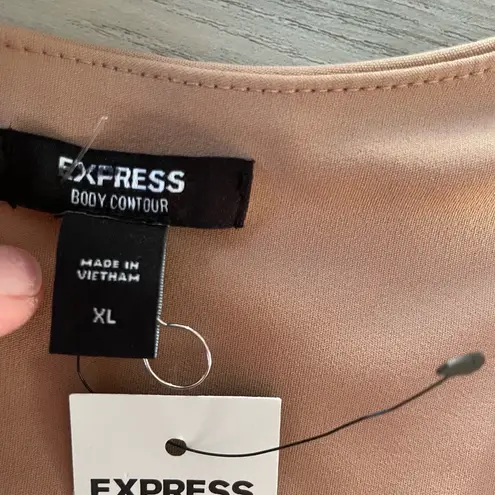 EXPRESS
BODY CONTOUR
MADE IN
VIETNAM
XL
EXPRESS